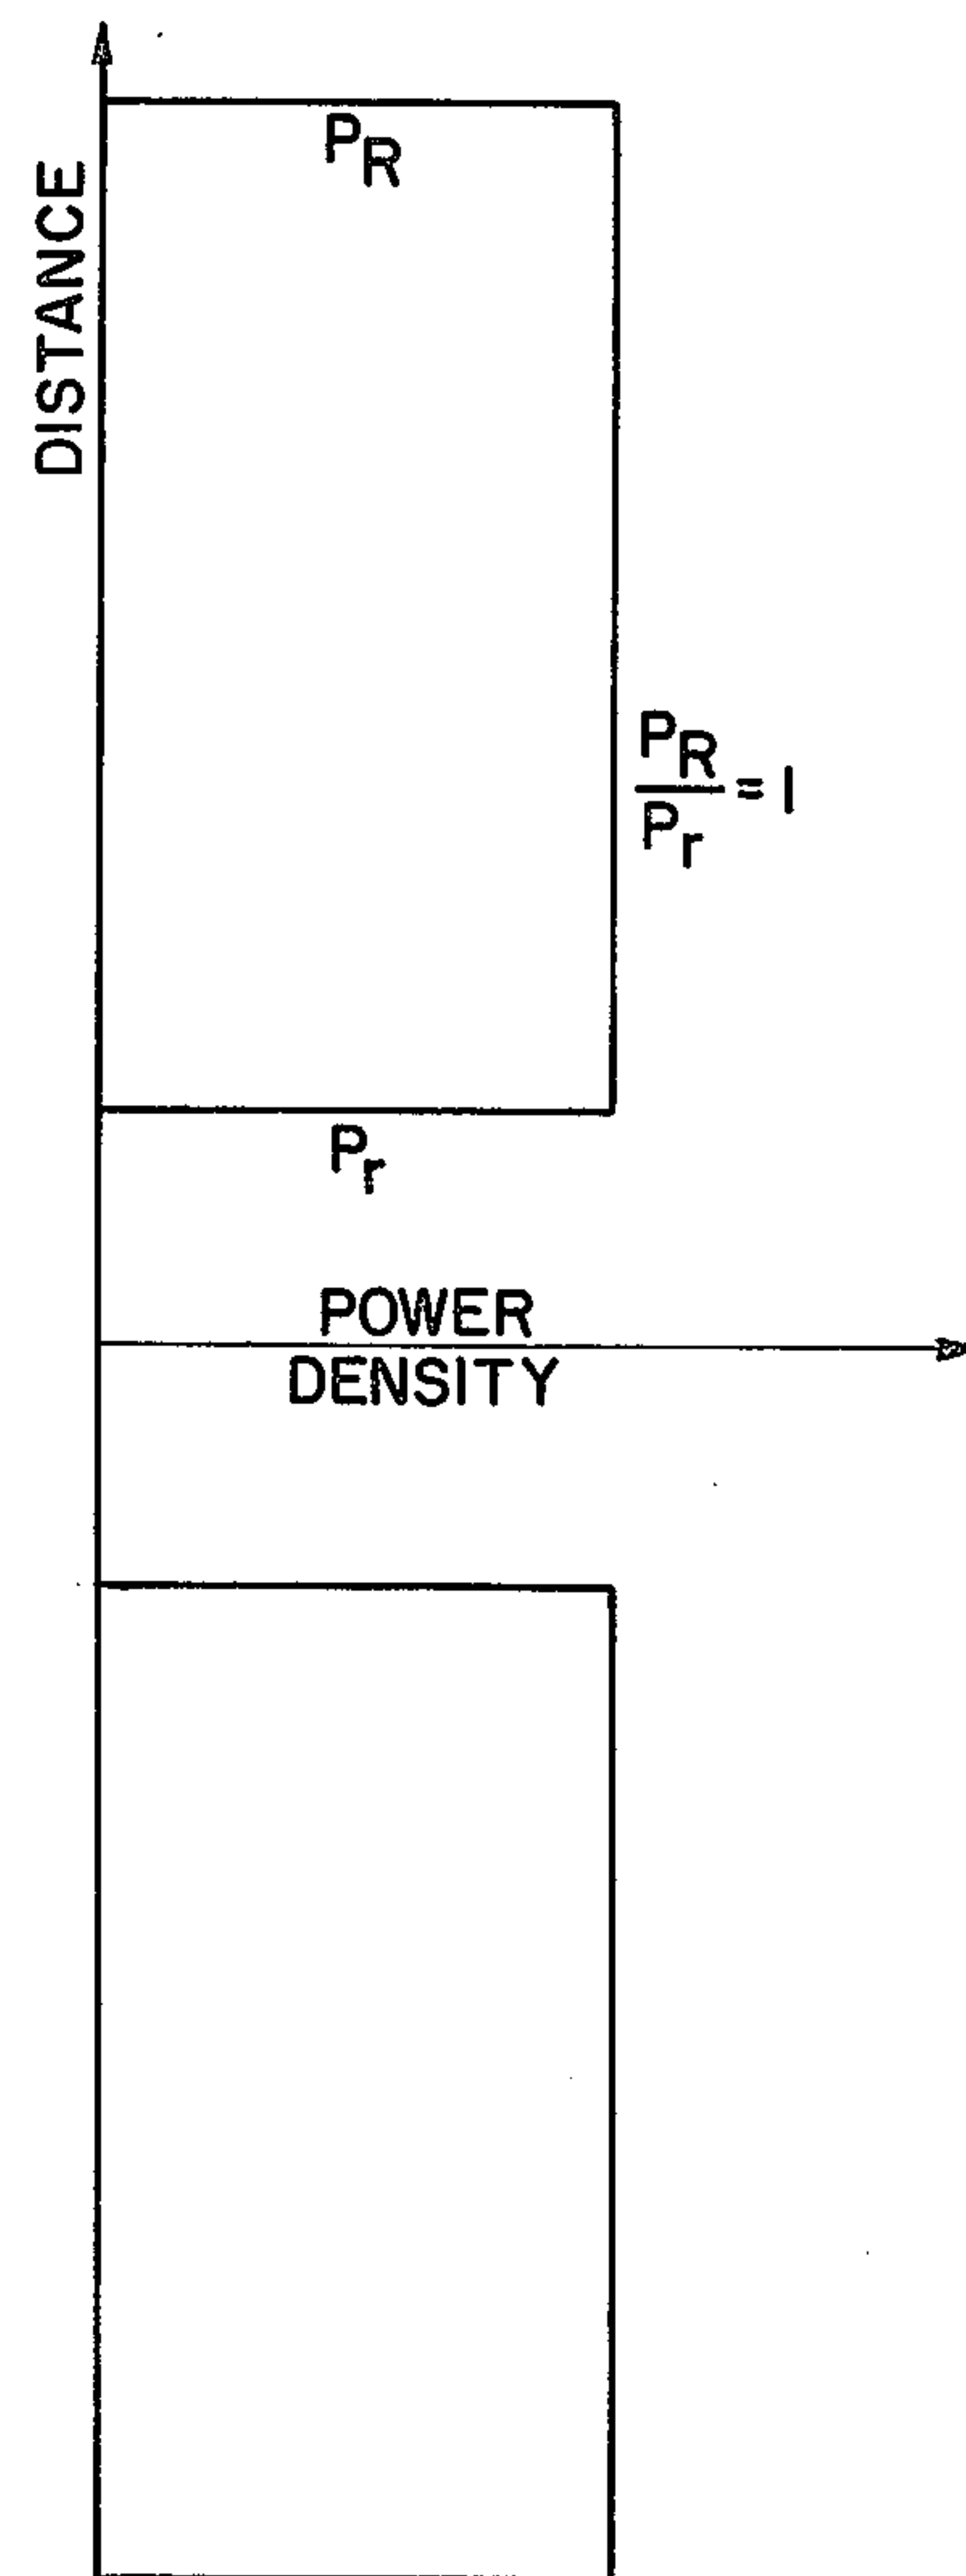 P_R
DISTANCE
P_R
/P_r = 1
P_r
POWER
DENSITY